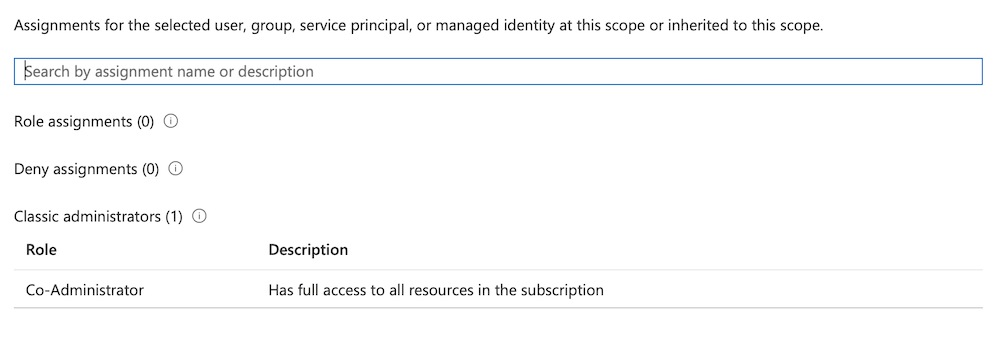 Assignments for the selected user, group, service principal, or managed identity at this scope or inherited to this scope.
Search by assignment name or description
Role assignments (0)
Deny assignments (0)
Classic administrators (1)
Role Description
Co-Administrator Has full access to all resources in the subscription